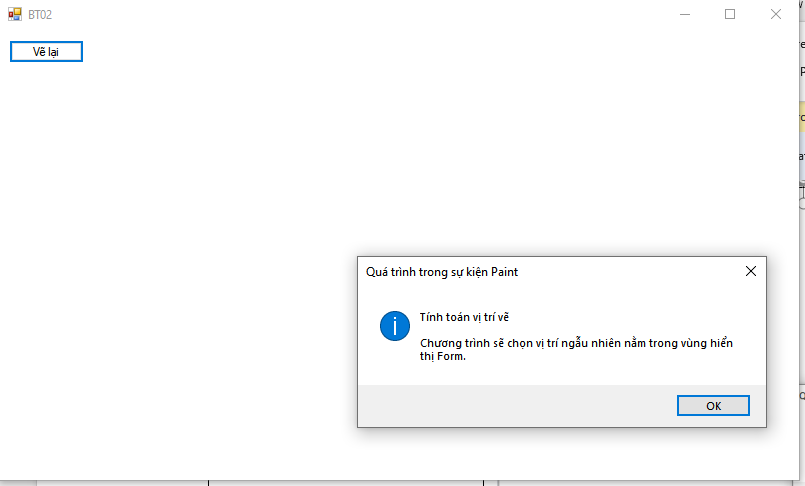 BT02
Vẽ lại
Quá trình trong sự kiện Paint
Tính toán vị trí vẽ
Chương trình sẽ chọn vị trí ngẫu nhiên nằm trong vùng hiển
thị Form.
OK